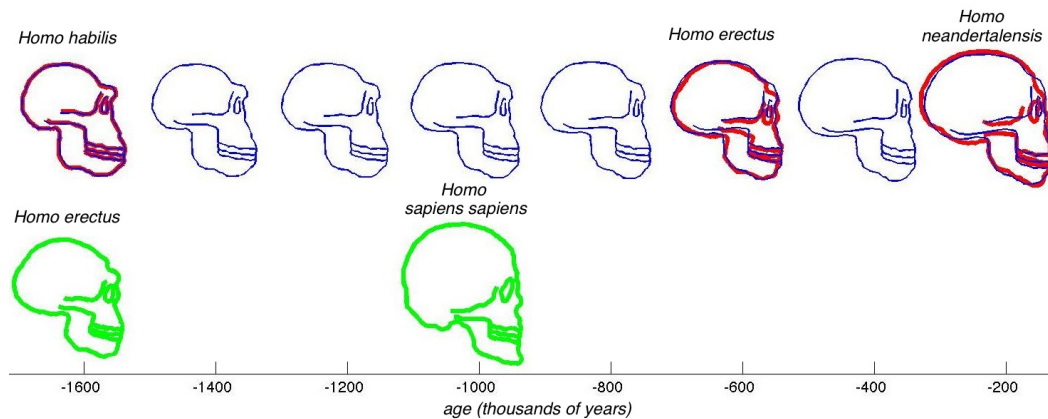 Homo habilis
Homo erectus
Homo
neandertalensis
Homo erectus
Homo
sapiens sapiens
-1600 -1400 -1200 -1000 -800 -600 -400 -200
age (thousands of years)